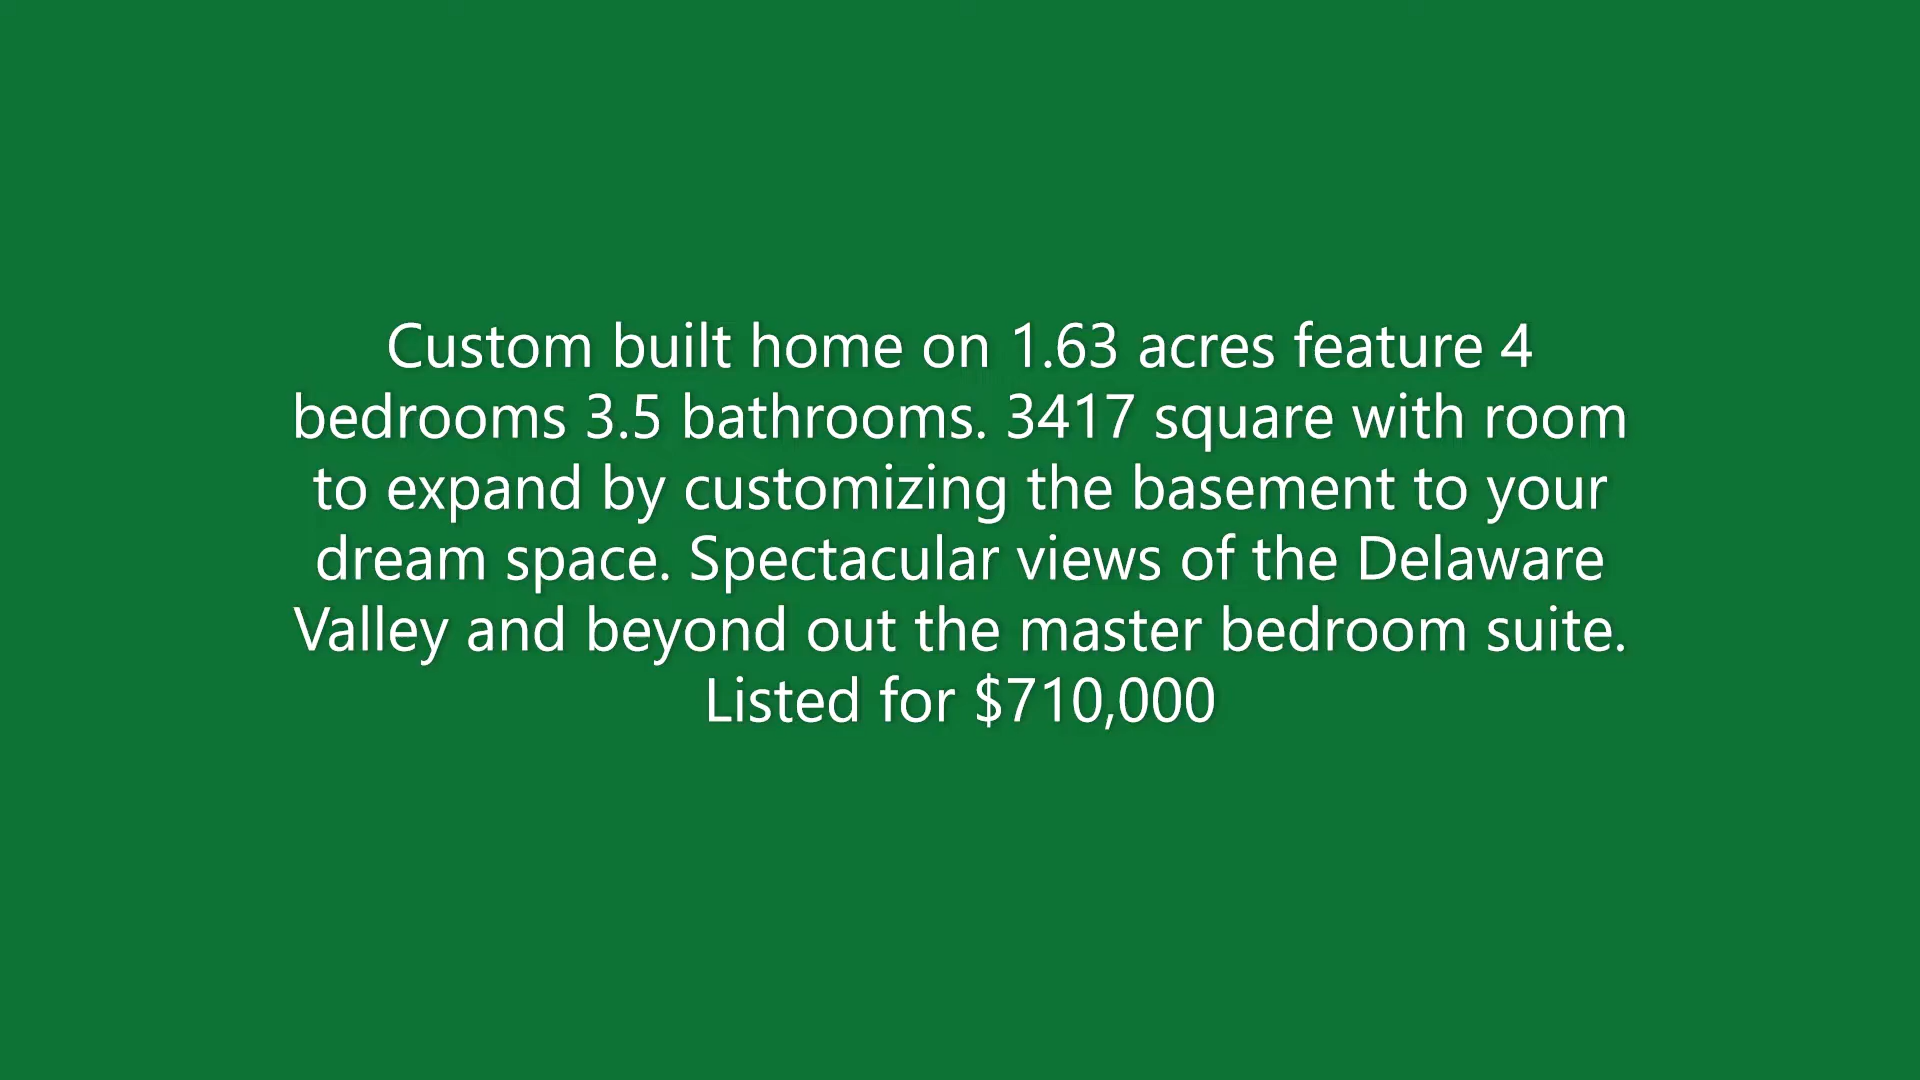 Custom built home on 1.63 acres feature 4
bedrooms 3.5 bathrooms. 3417 square with room
to expand by customizing the basement to your
dream space. Spectacular views of the Delaware
Valley and beyond out the master bedroom suite.
Listed for $710,000